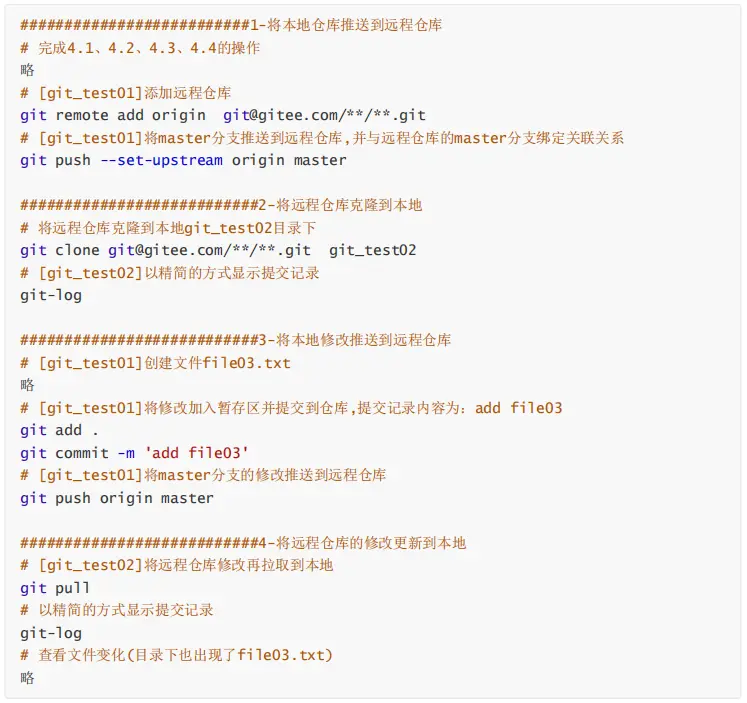 ##########################1-将本地仓库推送到远程仓库
# 完成4.1、4.2、4.3、4.4的操作
略
# [git_test01]添加远程仓库
git remote add origin  git@gitee.com/**/**.git
# [git_test01]将master分支推送到远程仓库,并与远程仓库的master分支绑定关联关系
git push --set-upstream origin master
###########################2-将远程仓库克隆到本地
# 将远程仓库克隆到本地git_test02目录下
git clone git@gitee.com/**/**.git  git_test02
# [git_test02]以精简的方式显示提交记录
git-log
###########################3-将本地修改推送到远程仓库
# [git_test01]创建文件file03.txt
略
# [git_test01]将修改加入暂存区并提交到仓库,提交记录内容为：add file03
git add .
git commit -m 'add file03'
# [git_test01]将master分支的修改推送到远程仓库
git push origin master
###########################4-将远程仓库的修改更新到本地
# [git_test02]将远程仓库修改再拉取到本地
git pull
# 以精简的方式显示提交记录
git-log
# 查看文件变化(目录下也出现了file03.txt)
略